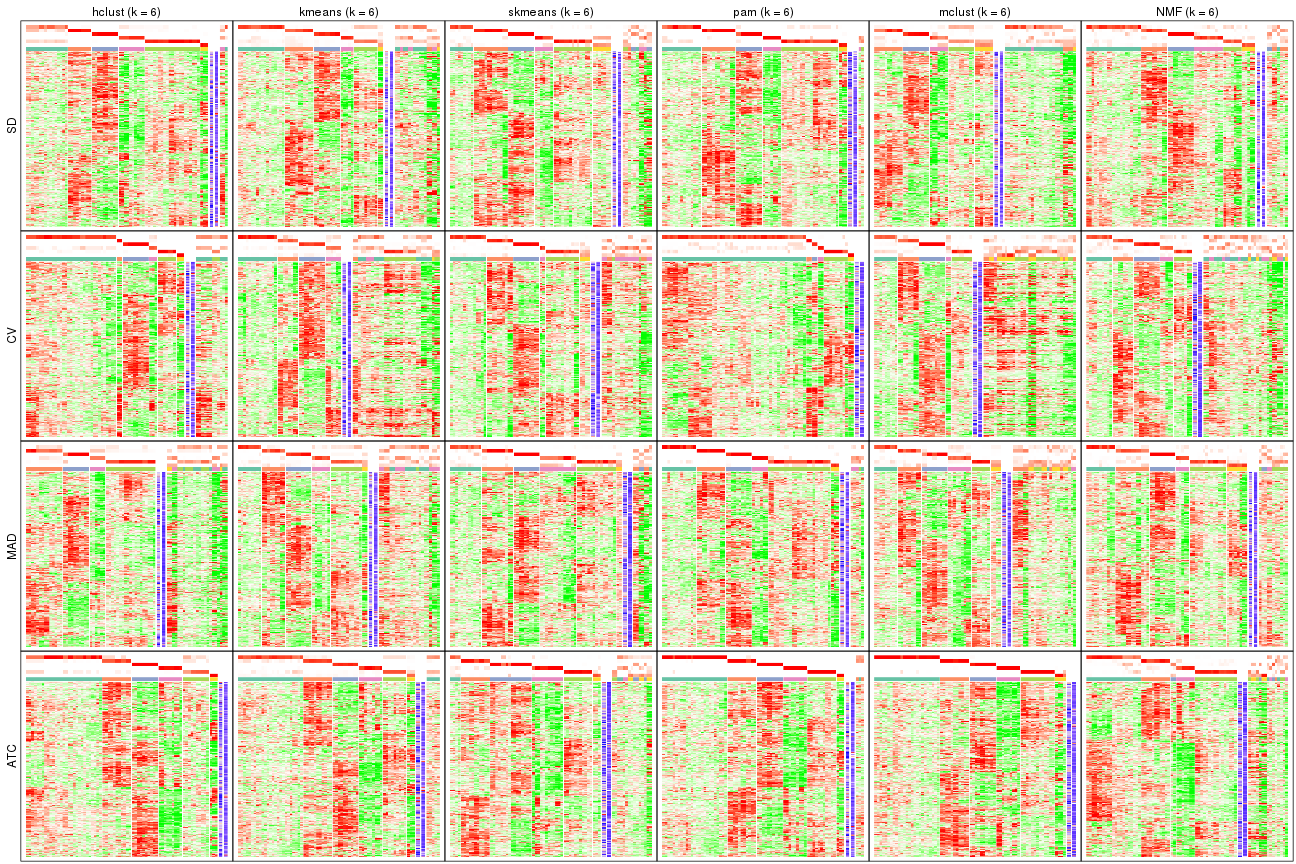 hclust (k = 6) kmeans (k = 6) skmeans (k = 6) pam (k = 6) mclust (k = 6) NMF (k = 6)
SD
CV
MAD
ATC